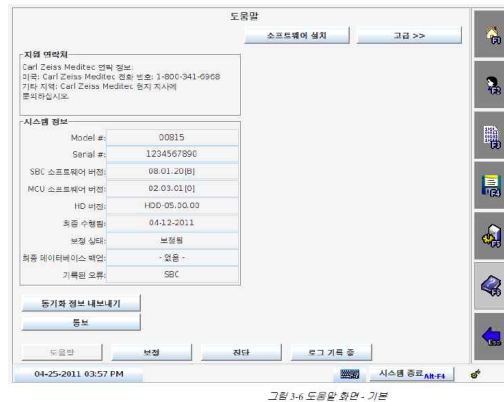 도움말
소프트웨어 설치
고급 >>
지원 연락처
Carl Zeiss Meditec 연락 정보:
미국: Carl Zeiss Meditec 전화 번호: 1-800-341-6968
기타 지역: Carl Zeiss Meditec 현지 지사에
문의하십시오.
시스템 정보
Model #: 00815
Serial #: 1234567890
SBC 소프트웨어 버전: 08.01.20[B]
MCU 소프트웨어 버전: 02.03.01[0]
HD 버전: HDD-05.00.00
최종 수행됨: 04-12-2011
보정 상태: 보정됨
최종 데이터베이스 백업: - 없음 -
기록된 오류: SBC
동기화 정보 내보내기
통보
도움말
보정
진단
로그 기록 중
04-25-2011 03:57 PM
시스템 종료 Alt-F4
F1
F2
F3
F4
그림 3-6 도움말 화면 - 기본